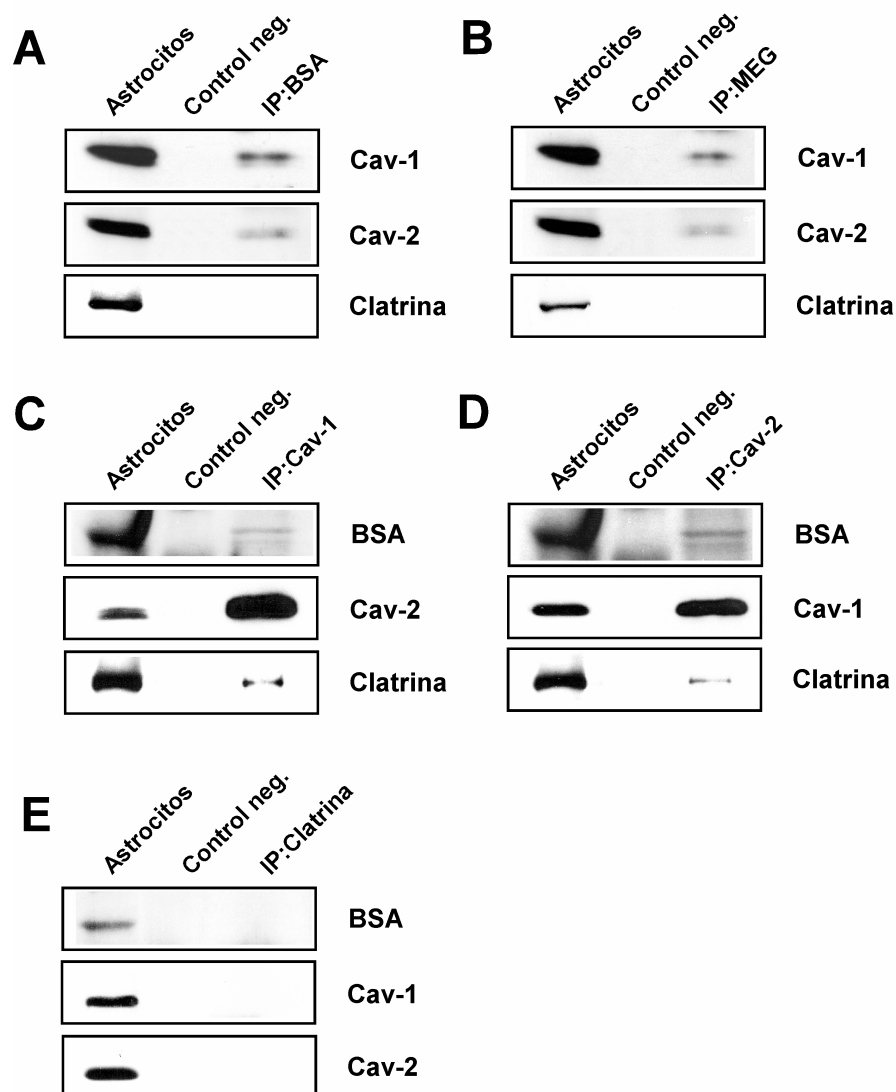 A
Astrocitos
Control neg.
IP:BSA
Cav-1
Cav-2
Clatrina
B
Astrocitos
Control neg.
IP:MEG
Cav-1
Cav-2
Clatrina
C
Astrocitos
Control neg.
IP:Cav-1
BSA
Cav-2
Clatrina
D
Astrocitos
Control neg.
IP:Cav-2
BSA
Cav-1
Clatrina
E
Astrocitos
Control neg.
IP:Clatrina
BSA
Cav-1
Cav-2